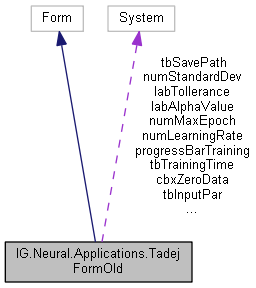 Form
System
tbSavePath
numStandardDev
labTollerance
labAlphaValue
numMaxEpoch
numLearningRate
progressBarTraining
tbTrainingTime
cbxZeroData
tbInputPar
...
IG.Neural.Applications.Tadej
FormOld